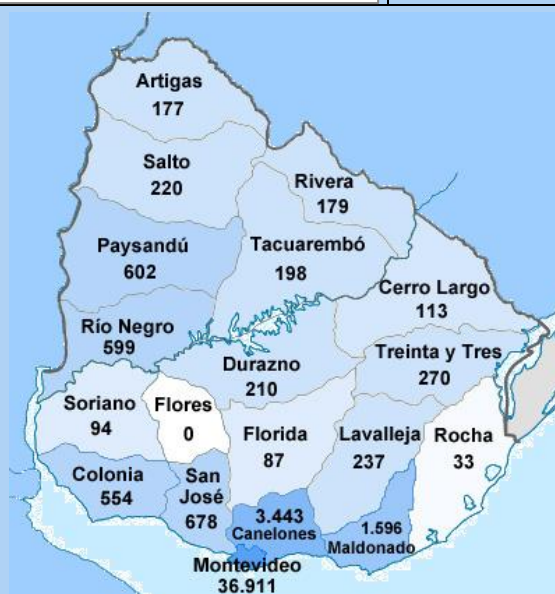 Artigas
177
Salto
220
Rivera
179
Paysandú
602
Tacuarembó
198
Cerro Largo
113
Río Negro
599
Durazno
210
Treinta y Tres
270
Soriano
94
Flores
0
Florida
87
Lavalleja
237
Rocha
33
Colonia
554
San
José
678
3.443
Canelones
1.596
Maldonado
Montevideo
36.911